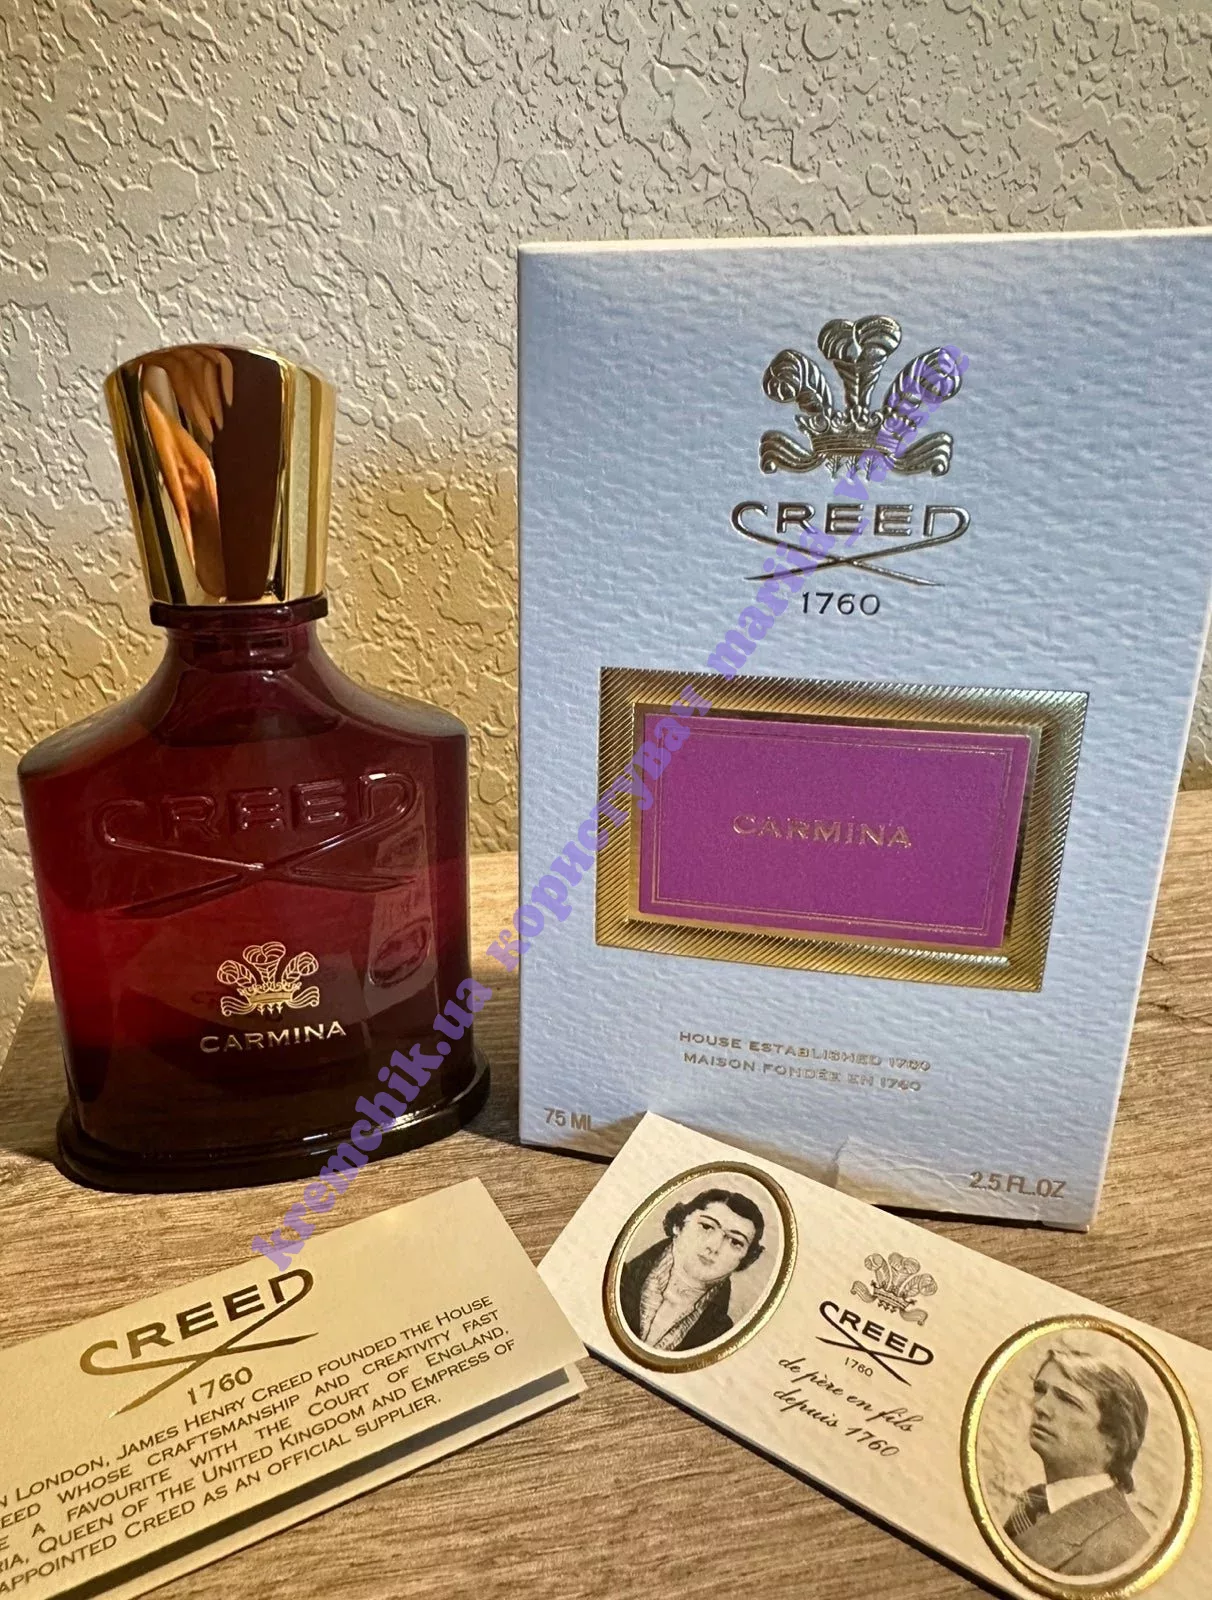 CREED
1760
CARMINA
HOUSE ESTABLISHED 1760
MAISON FONDÉE EN 1760
75 ML
2.5 FL.OZ
CREED
CARMINA
kremchik.ua користувач mariia_va
CREED
1760
LONDON, JAMES HENRY CREED FOUNDED THE HOUSE
WHOSE CRAFTSMANSHIP AND CREATIVITY FAST
A FAVOURITE WITH THE COURT OF ENGLAND.
QUEEN OF THE UNITED KINGDOM AND EMPRESS OF
APPOINTED CREED AS AN OFFICIAL SUPPLIER.
CREED
1760
de père en fils
depuis 1760